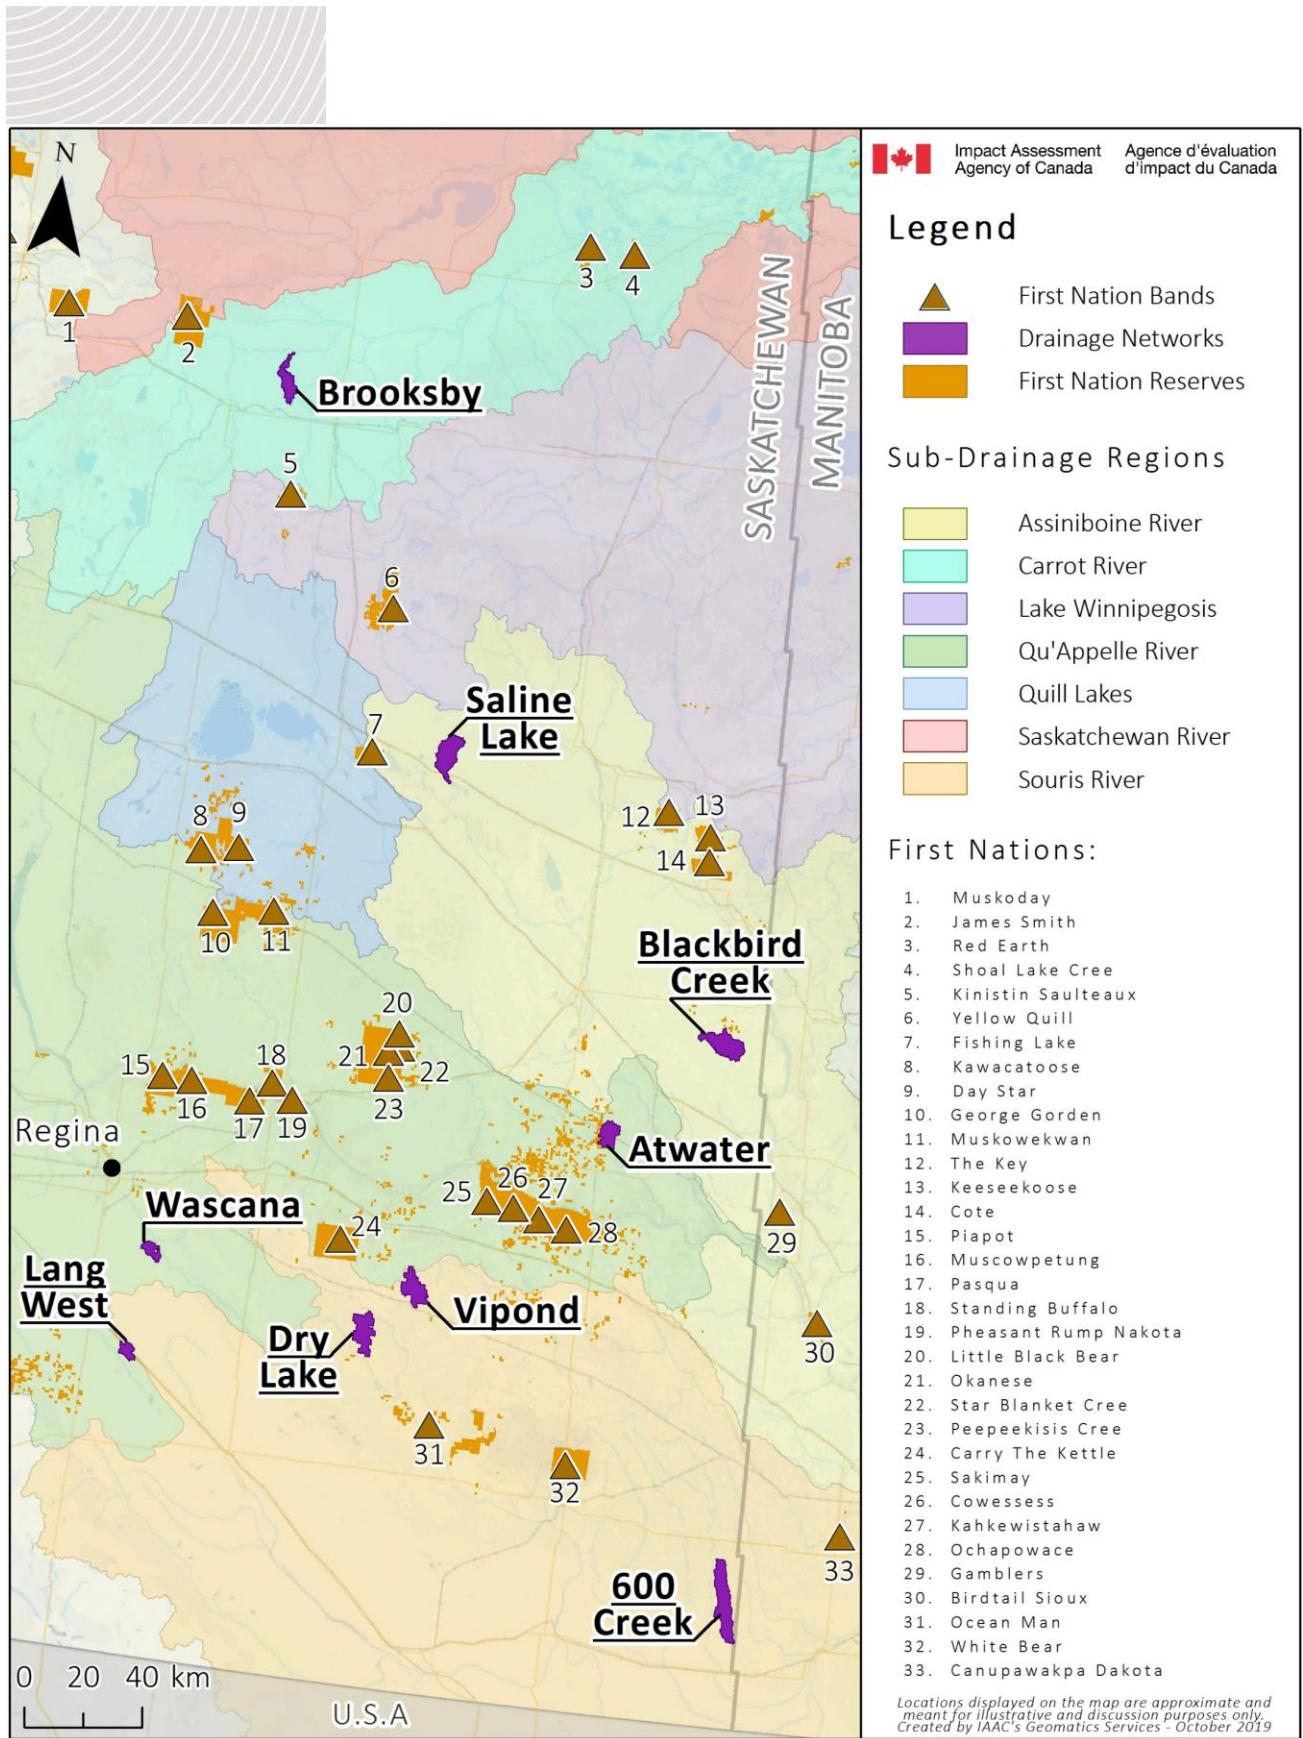 N
1
2
3
4
Brooksby
5
SASKATCHEWAN
MANITOBA
6
Saline
Lake
7
8
9
12
13
14
10
11
Blackbird
Creek
20
21
22
23
15
16
17
18
19
Regina
Atwater
25
26
27
28
Wascana
24
29
Lang
West
Vipond
Dry
Lake
30
31
32
33
600
Creek
0 20 40 km
U.S.A
Impact Assessment
Agency of Canada
Agence d'évaluation
d'impact du Canada
Legend
First Nation Bands
Drainage Networks
First Nation Reserves
Sub-Drainage Regions
Assiniboine River
Carrot River
Lake Winnipegosis
Qu'Appelle River
Quill Lakes
Saskatchewan River
Souris River
First Nations:
1. Muskoday
2. James Smith
3. Red Earth
4. Shoal Lake Cree
5. Kinistin Saulteaux
6. Yellow Quill
7. Fishing Lake
8. Kawacatoose
9. Day Star
10. George Gorden
11. Muskowekwan
12. The Key
13. Keeseekoose
14. Cote
15. Piapot
16. Muscowpetung
17. Pasqua
18. Standing Buffalo
19. Pheasant Rump Nakota
20. Little Black Bear
21. Okanese
22. Star Blanket Cree
23. Peepeekisis Cree
24. Carry The Kettle
25. Sakimay
26. Cowessess
27. Kahkewistahaw
28. Ochapowace
29. Gamblers
30. Birdtail Sioux
31. Ocean Man
32. White Bear
33. Canupawakpa Dakota
Locations displayed on the map are approximate and
meant for illustrative and discussion purposes only.
Created by IAAC's Geomatics Services - October 2019